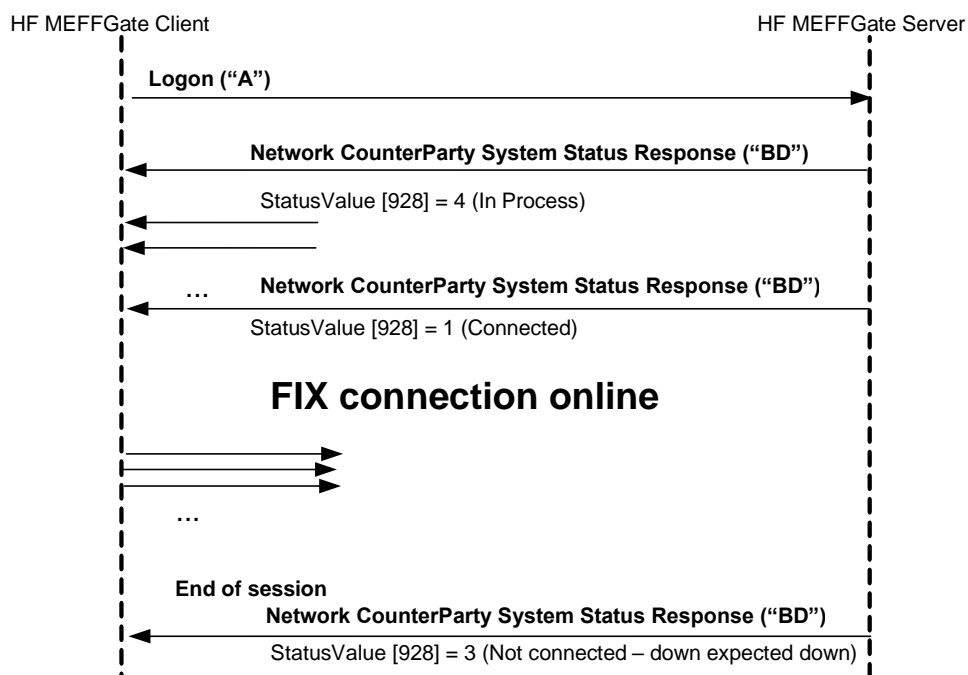 HF MEFFGate Client
HF MEFFGate Server
Logon (“A”)
Network CounterParty System Status Response (“BD”)
StatusValue [928] = 4 (In Process)
... Network CounterParty System Status Response (“BD”)
StatusValue [928] = 1 (Connected)
FIX connection online
...
End of session
Network CounterParty System Status Response (“BD”)
StatusValue [928] = 3 (Not connected – down expected down)